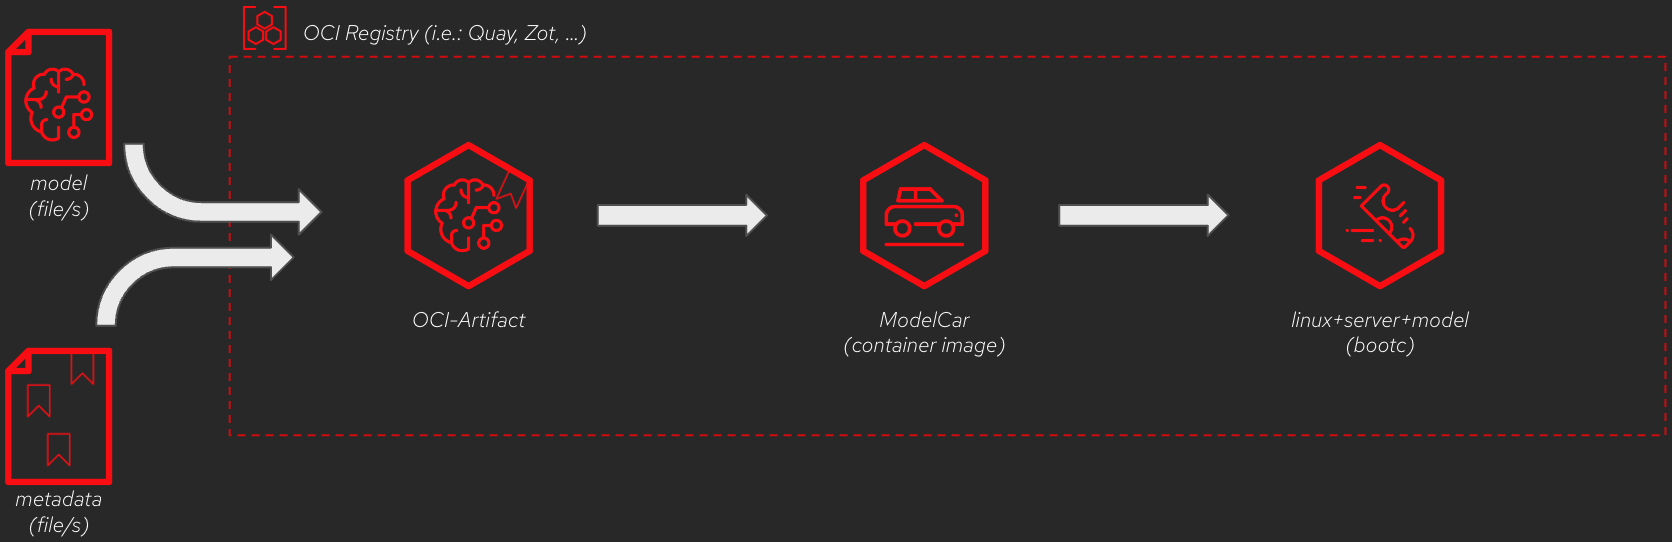 OCI Registry (i.e.: Quay, Zot, ...)
model
(file/s)
OCI-Artifact
ModelCar
(container image)
linux+server+model
(bootc)
metadata
(file/s)